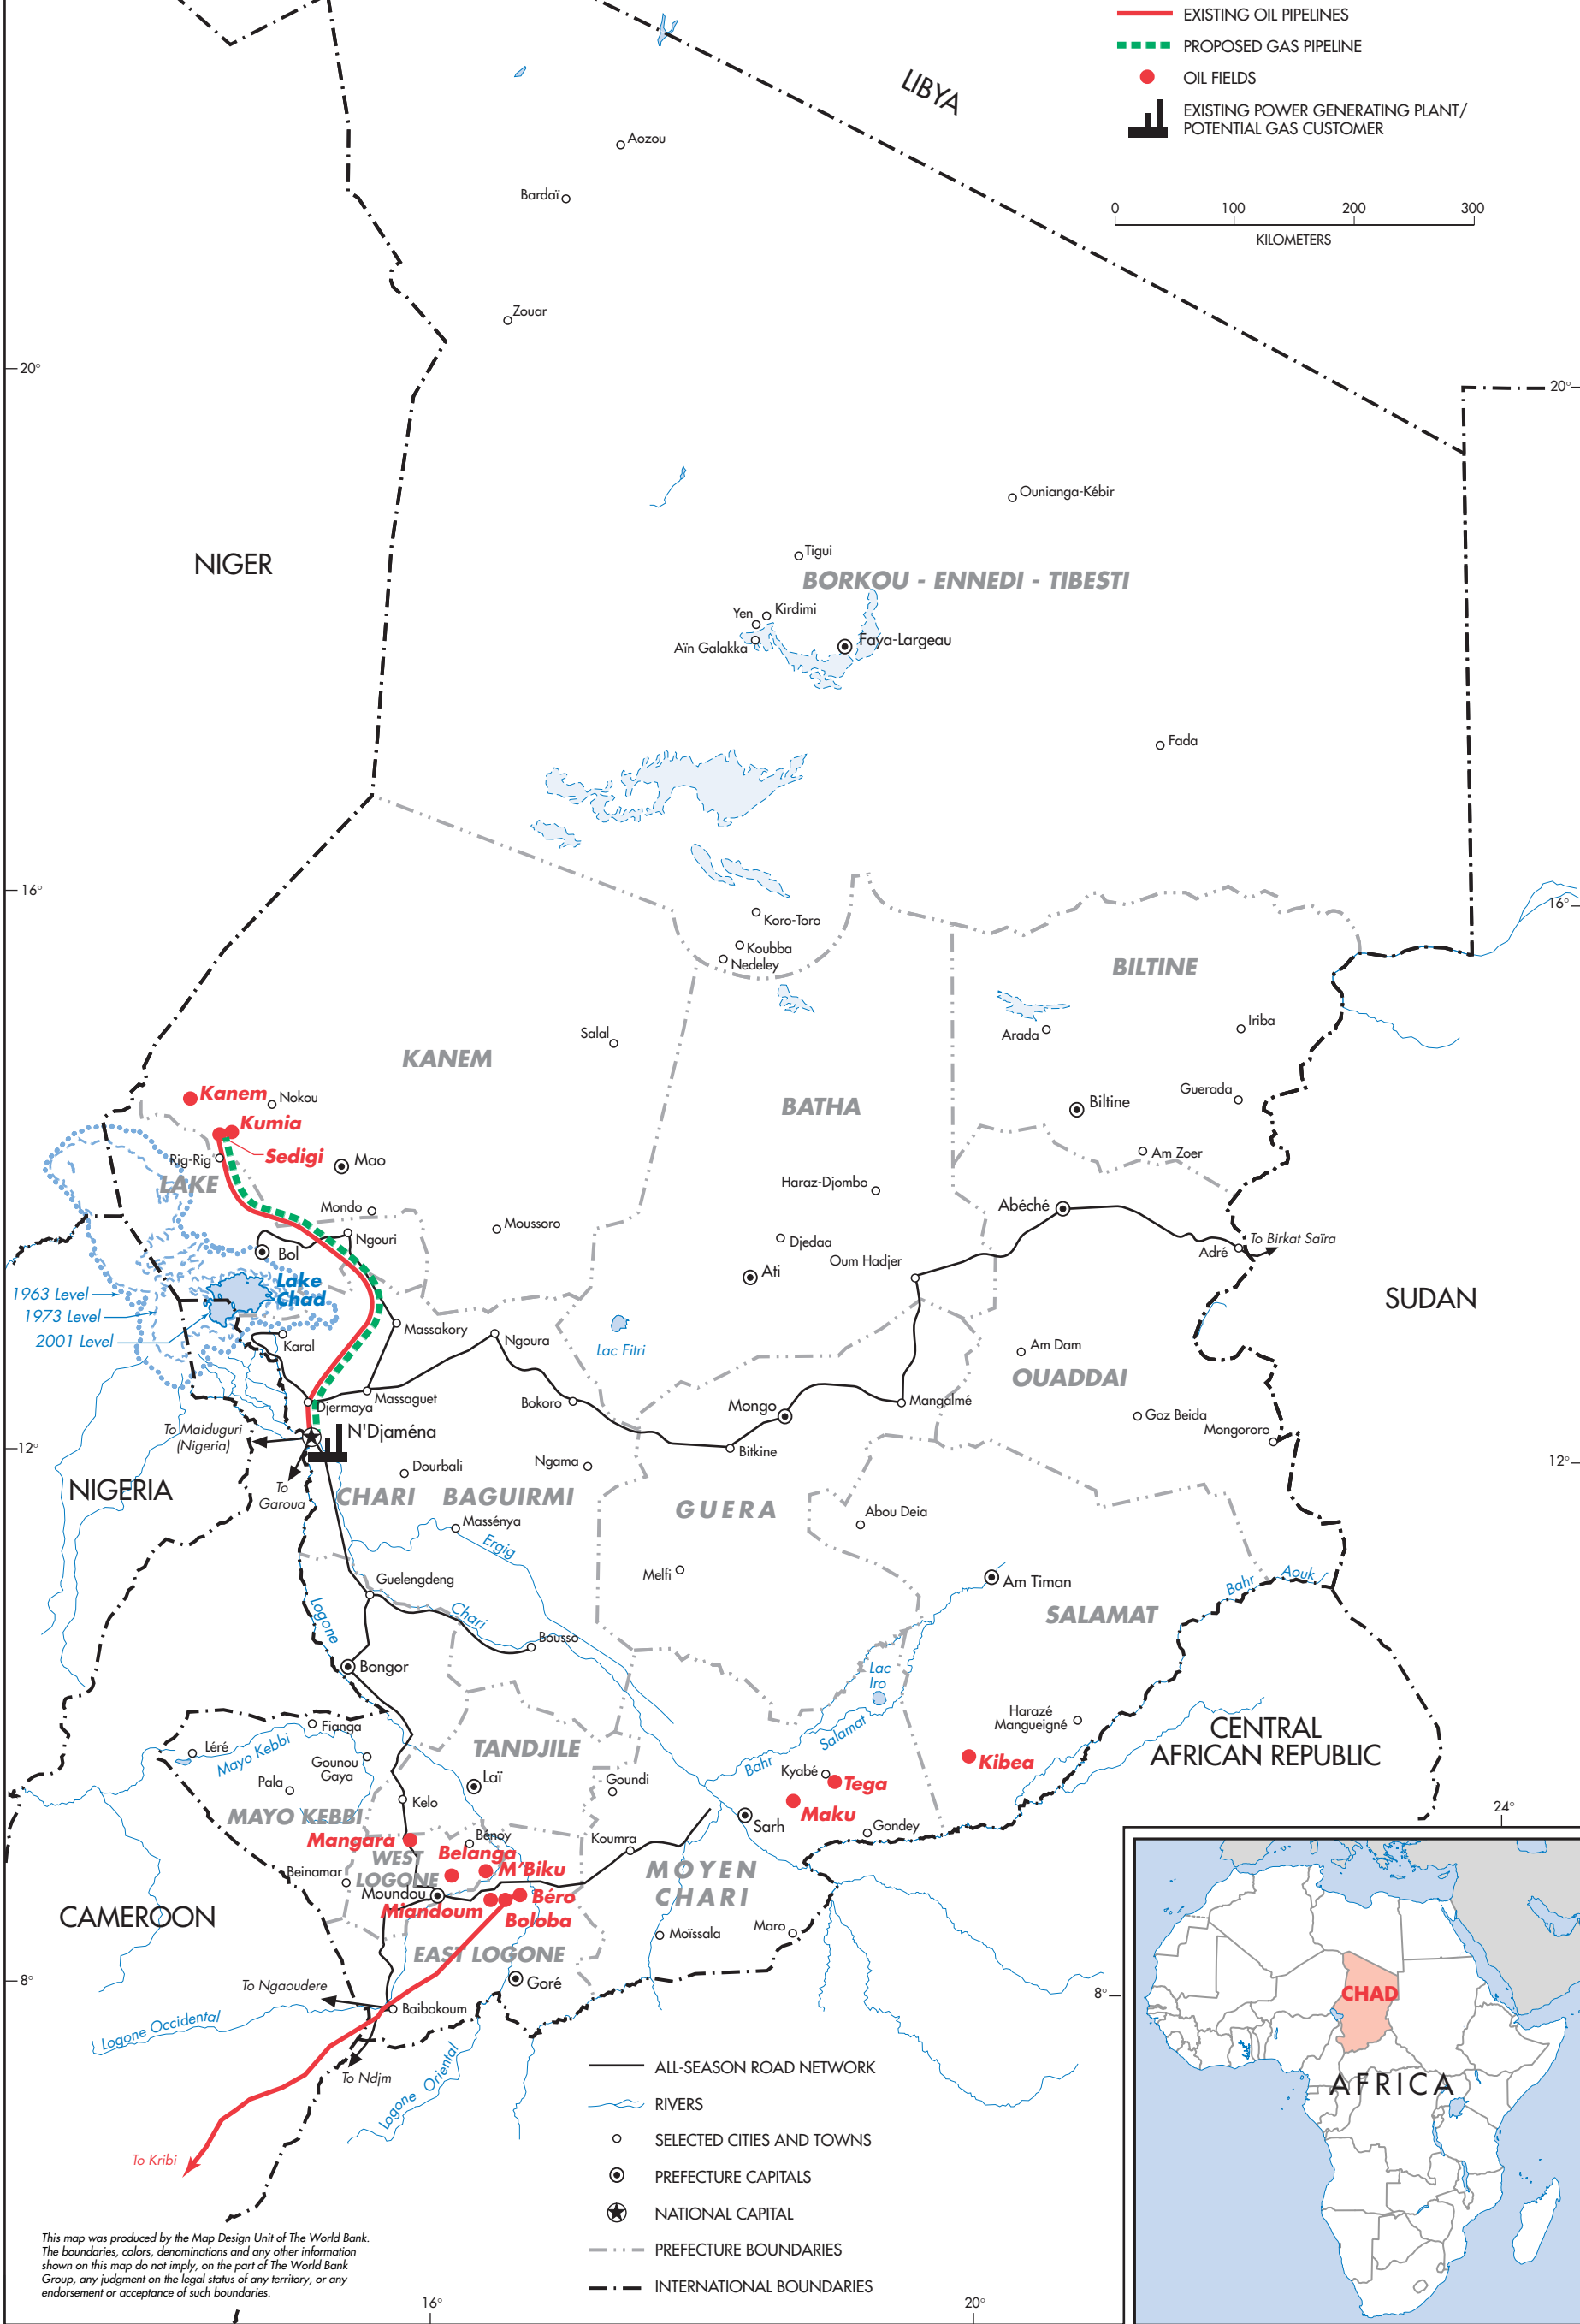 EXISTING OIL PIPELINES
PROPOSED GAS PIPELINE
OIL FIELDS
EXISTING POWER GENERATING PLANT/
POTENTIAL GAS CUSTOMER
0 100 200 300
KILOMETERS
LIBYA
Aozou
Bardaï
Zouar
20°
20°
Ounianga-Kébir
NIGER
Tigui
BORKOU - ENNEDI - TIBESTI
Yen
Kirdimi
Aïn Galakka
Faya-Largeau
Fada
16°
16°
Koro-Toro
Koubba
Nedeley
BILTINE
Salal
Arada
Iriba
KANEM
Kanem
Nokou
BATHA
Biltine
Guerada
Kumia
Sedigi
Rig-Rig
Mao
Am Zoer
LAKE
Haraz-Djombo
Mondo
Moussoro
Abéché
Ngouri
Bol
Djedaa
Oum Hadjer
Adré
To Birkat Saïra
Ati
Lake
Chad
1963 Level
1973 Level
2001 Level
SUDAN
Massakory
Karal
Ngoura
Lac Fitri
Am Dam
OUADDAI
Massaguet
Djermaya
Bokoro
Mongo
Mangalmé
Goz Beida
Mongororo
To Maiduguri
(Nigeria)
N'Djaména
Bitkine
12°
12°
To
Garoua
Dourbali
Ngama
NIGERIA
CHARI BAGUIRMI
GUERA
Massénya
Abou Deia
Ergig
Melfi
Guelengdeng
Am Timan
Bahr Aouk
Logone
Chari
SALAMAT
Bousso
Bongor
Lac
Iro
Harazé
Mangueigné
CENTRAL
AFRICAN REPUBLIC
Fianga
Léré
Mayo Kebbi
Gounou
Gaya
TANDJILE
Bahr Salamat
Kibea
Pala
Laï
Goundi
Kyabé
Tega
Kelo
MAYO KEBBI
Maku
Sarh
Gondey
24°
Mangara
Bénoy
Koumra
Belanga
WEST
LOGONE
M'Biku
MOYEN
CHARI
Beinamar
Moundou
Béro
Miandoum
Boloba
CAMEROON
Moïssala
Maro
EAST LOGONE
Goré
8°
8°
To Ngaoudere
Baibokoum
Logone Occidental
CHAD
To Ndjm
Logone Oriental
AFRICA
To Kribi
ALL-SEASON ROAD NETWORK
RIVERS
SELECTED CITIES AND TOWNS
PREFECTURE CAPITALS
NATIONAL CAPITAL
PREFECTURE BOUNDARIES
INTERNATIONAL BOUNDARIES
This map was produced by the Map Design Unit of The World Bank.
The boundaries, colors, denominations and any other information
shown on this map do not imply, on the part of The World Bank
Group, any judgment on the legal status of any territory, or any
endorsement or acceptance of such boundaries.
16°
20°